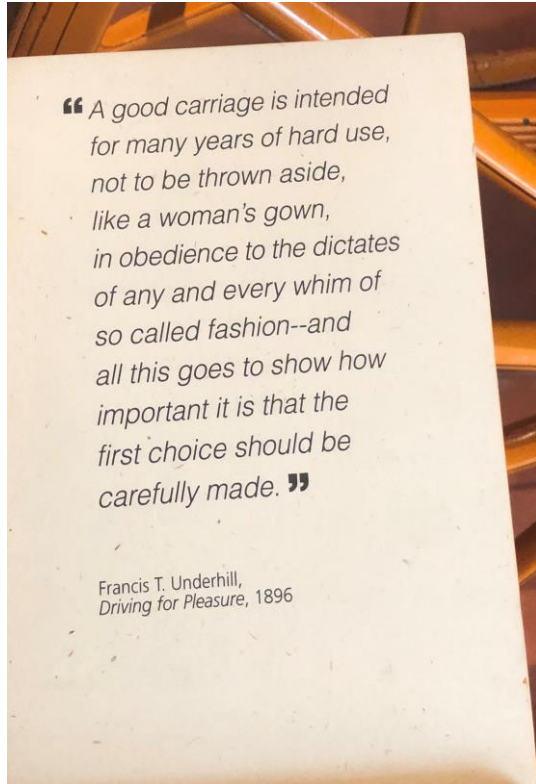 ❝ A good carriage is intended
for many years of hard use,
not to be thrown aside,
like a woman's gown,
in obedience to the dictates
of any and every whim of
so called fashion--and
all this goes to show how
important it is that the
first choice should be
carefully made. ❞
Francis T. Underhill,
Driving for Pleasure, 1896